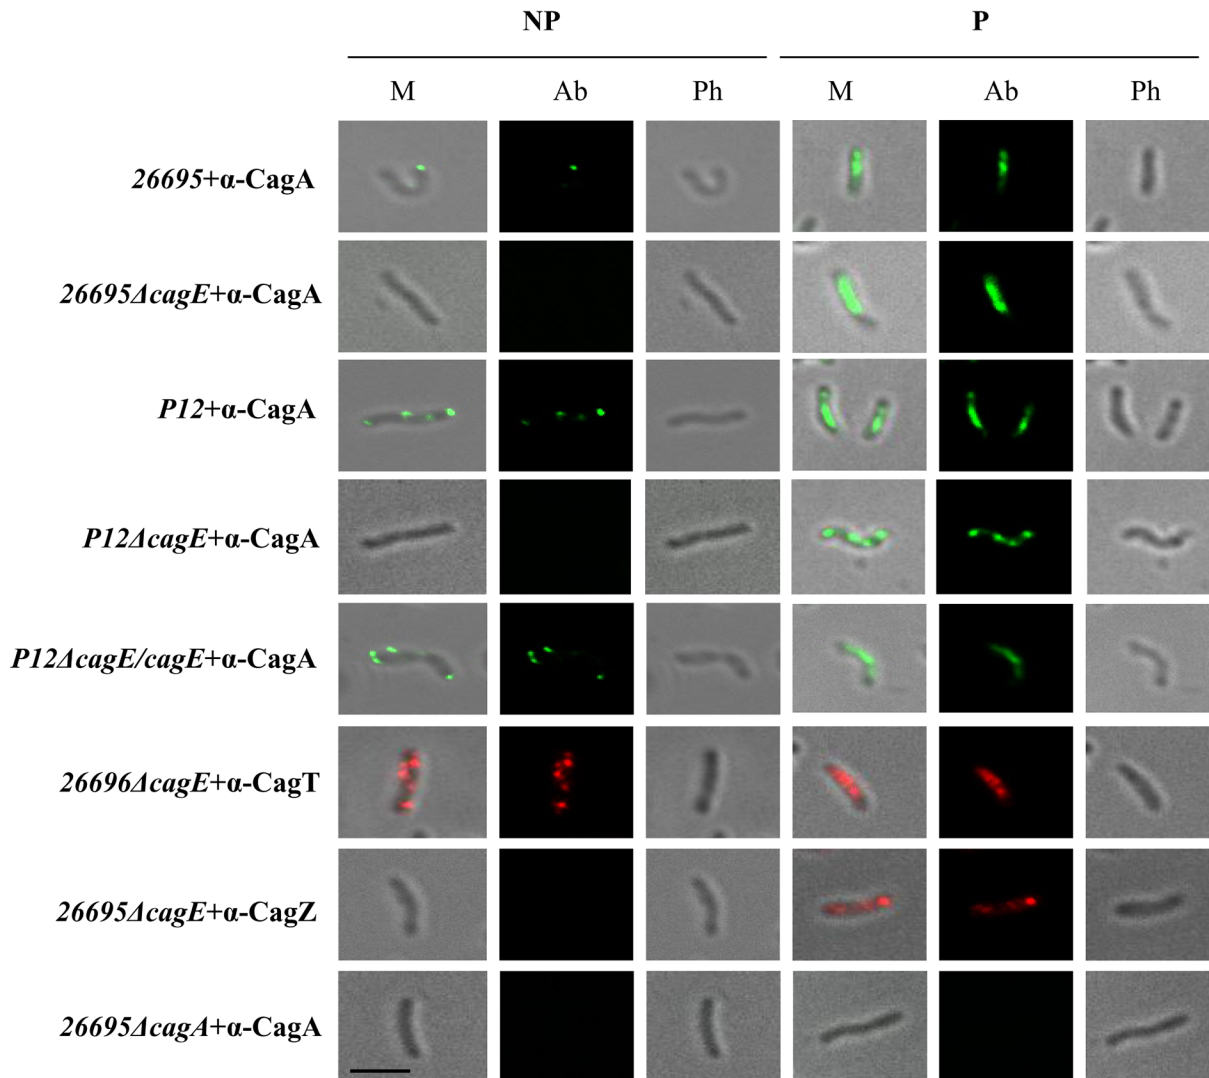 NP P
M Ab Ph M Ab Ph
26695+α-CagA
26695ΔcagE+α-CagA
P12+α-CagA
P12ΔcagE+α-CagA
P12ΔcagE/cagE+α-CagA
26696ΔcagE+α-CagT
26695ΔcagE+α-CagZ
26695ΔcagA+α-CagA